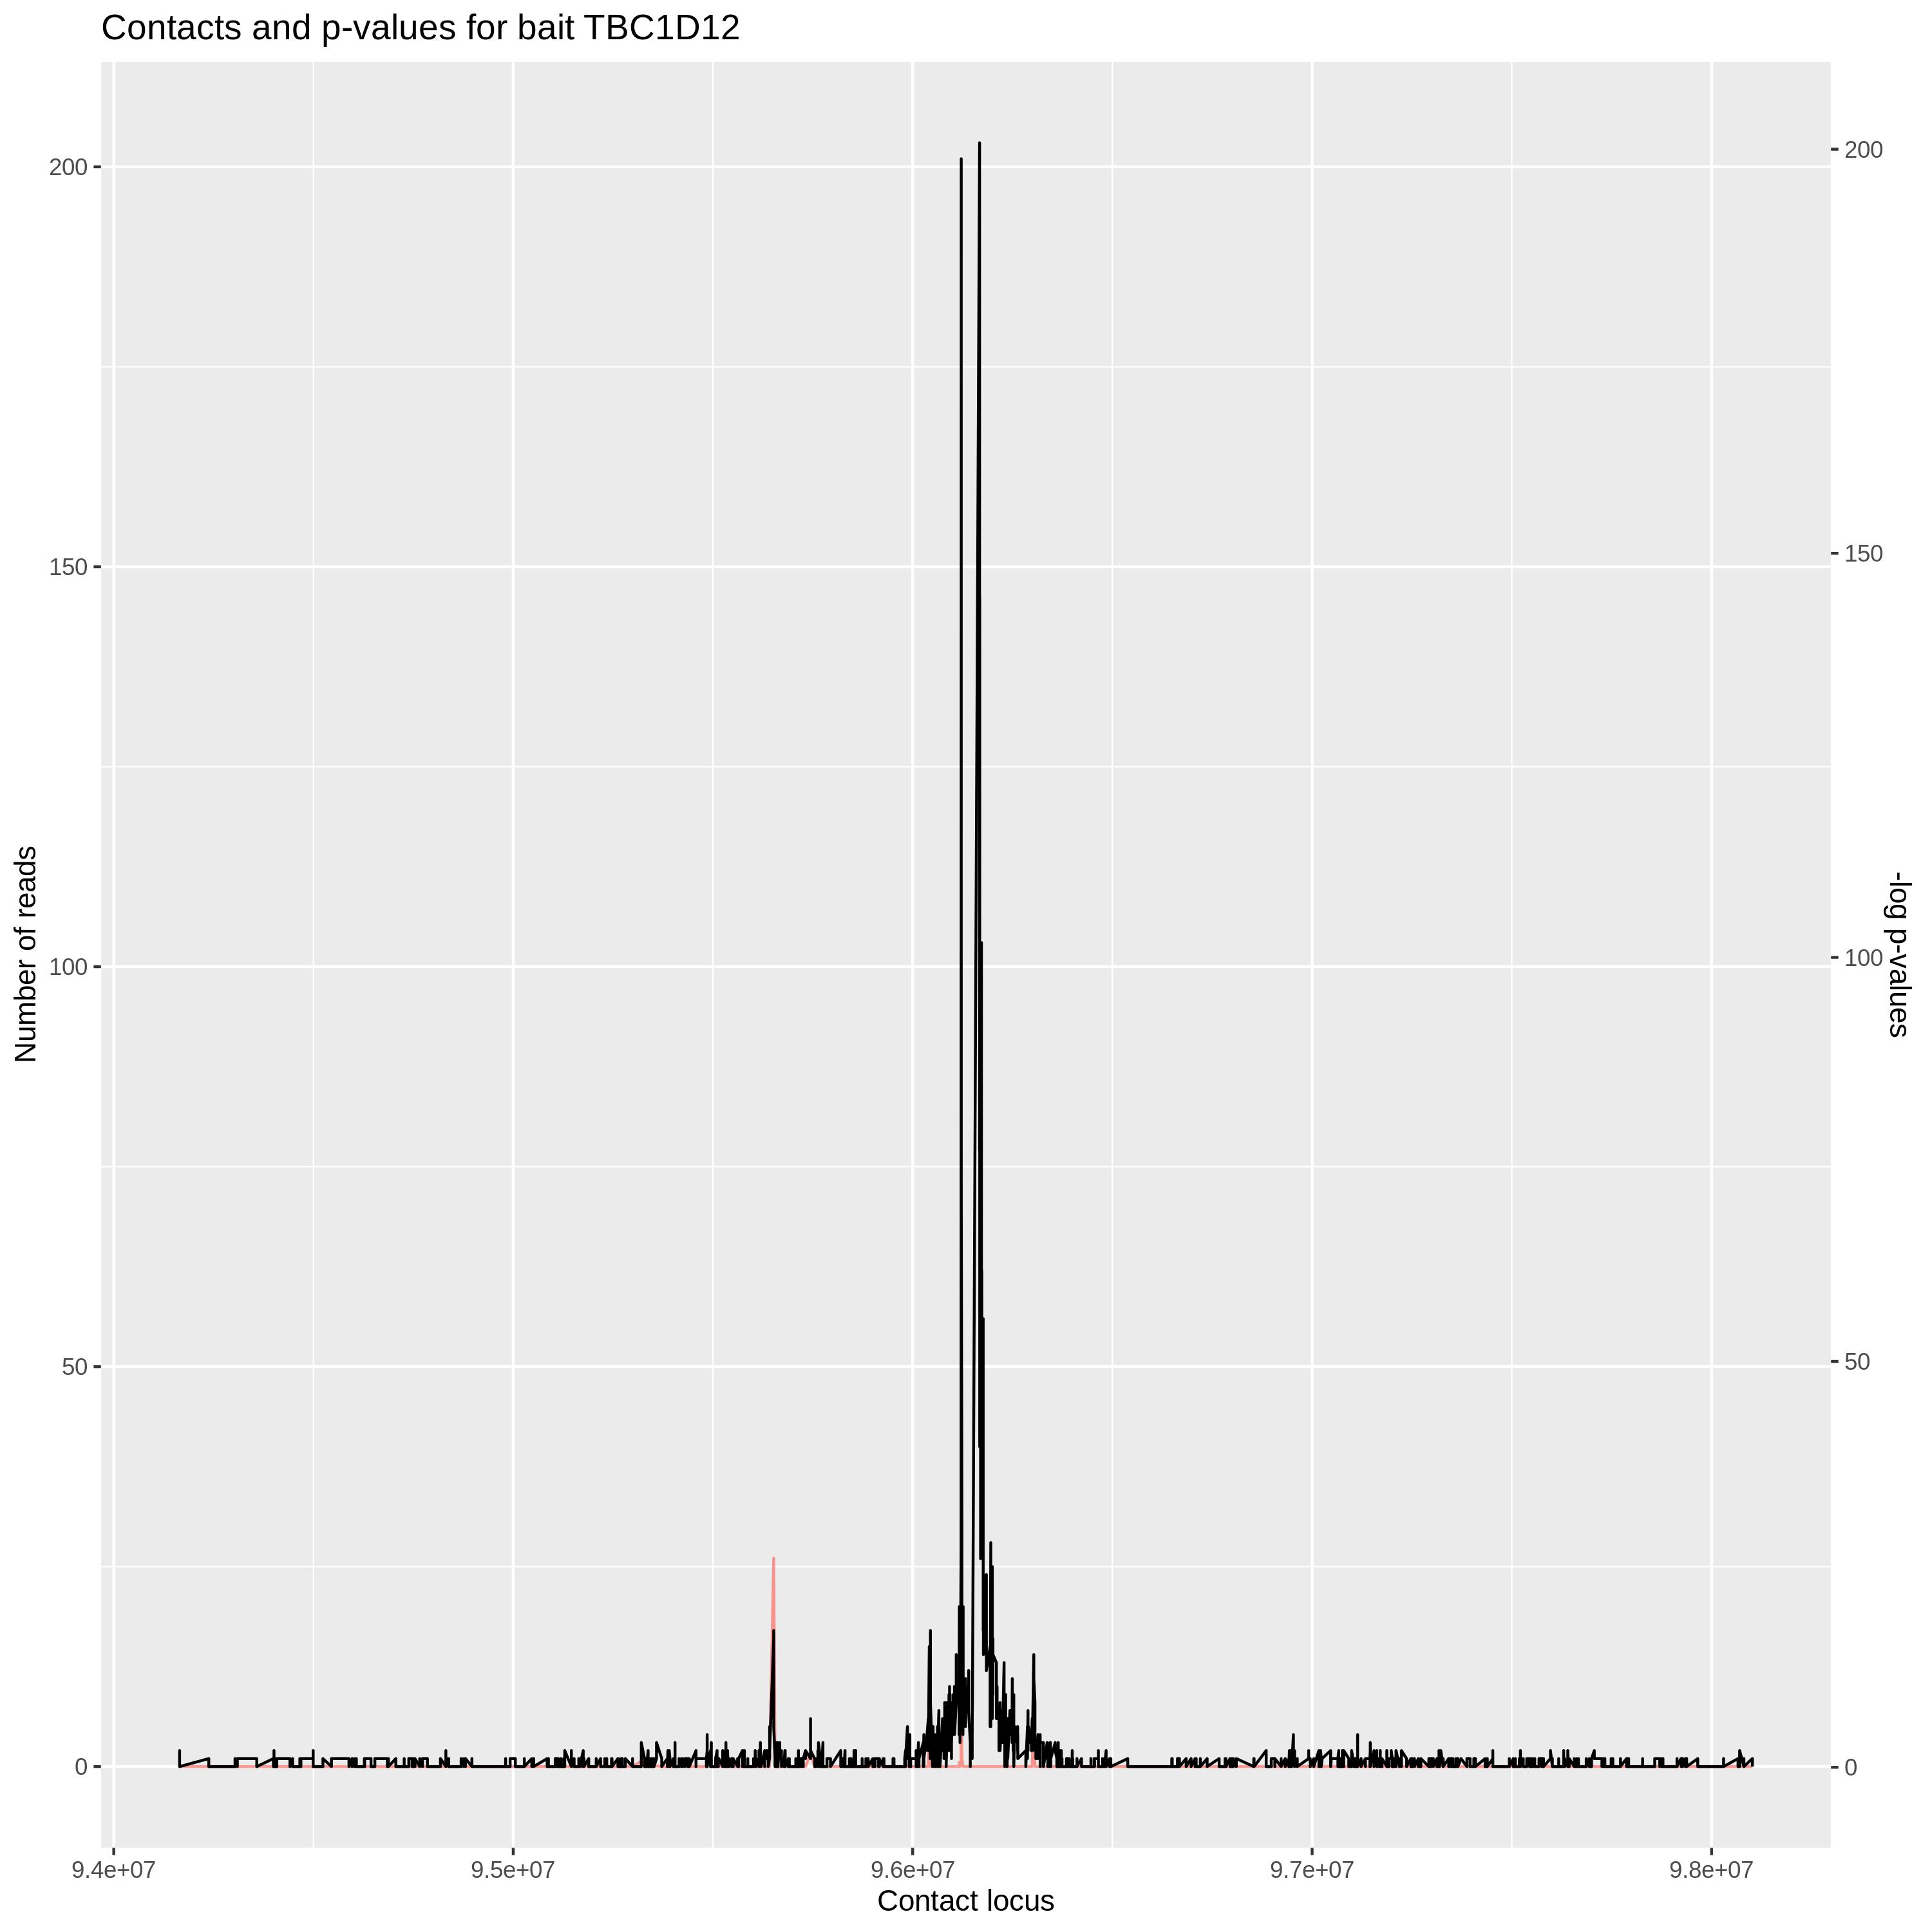 Contacts and p-values for bait TBC1D12
200
150
100
50
0
Number of reads
200
150
100
50
0
-log p-values
9.4e+07
9.5e+07
9.6e+07
9.7e+07
9.8e+07
Contact locus